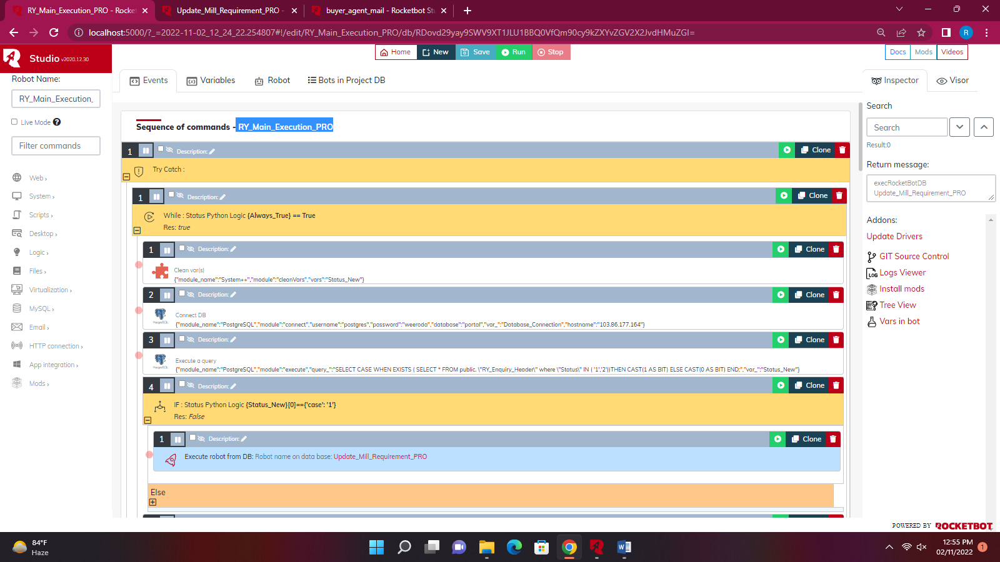 RY_Main_Execution_PRO - Rocke
Update_Mill_Requirement_PRO -
buyer_agent_mail - Rocketbot Stu
localhost:5000/?_=2022-11-02_12_24_22.254807#!/edit/RY_Main_Execution_PRO/db/RDovd29yay9SWV9XT1JLU1BBQ0VfQm90cy9kZXYvZGV2X2JvdHMuZGI=
R
Studio v2020.12.30
Home New Save Run Stop
Docs Mods Videos
Robot Name:
RY_Main_Execution_
Live Mode
Filter commands
Web
System
Scripts
Desktop
Logic
Files
Virtualization
MySQL
Email
HTTP connection
App integration
Mods
Events Variables Robot Bots in Project DB
Sequence of commands - RY_Main_Execution_PRO
1 Description: Clone
Try Catch :
1 Description: Clone
While : Status Python Logic {Always_True} == True
Res: true
1 Description: Clone
Clean var(s)
{"module_name":"System++","module":"cleanVars","vars":"Status_New"}
2 Description: Clone
Connect DB
{"module_name":"PostgreSQL","module":"connect","username":"postgres","password":"weeroda","database":"portal","var_":"Database_Connection","hostname":"103.86.177.164"}
3 Description: Clone
Execute a query
{"module_name":"PostgreSQL","module":"execute","query_":"SELECT CASE WHEN EXISTS ( SELECT * FROM public. \"RY_Enquiry_Header\" where \"Status\" IN ( '1','2'))THEN CAST(1 AS BIT) ELSE CAST(0 AS BIT) END;","var_":"Status_New"}
4 Description: Clone
IF : Status Python Logic {Status_New}[0]=={'case': '1'}
Res: False
1 Description: Clone
Execute robot from DB: Robot name on data base: Update_Mill_Requirement_PRO
Else
Inspector Visor
Search
Search
Result:0
Return message:
execRocketBotDB
Update_Mill_Requirement_PRO
Addons:
Update Drivers
GIT Source Control
Logs Viewer
Install mods
Tree View
Vars in bot
POWERED BY ROCKETBOT
84°F
Haze
12:55 PM
02/11/2022
1